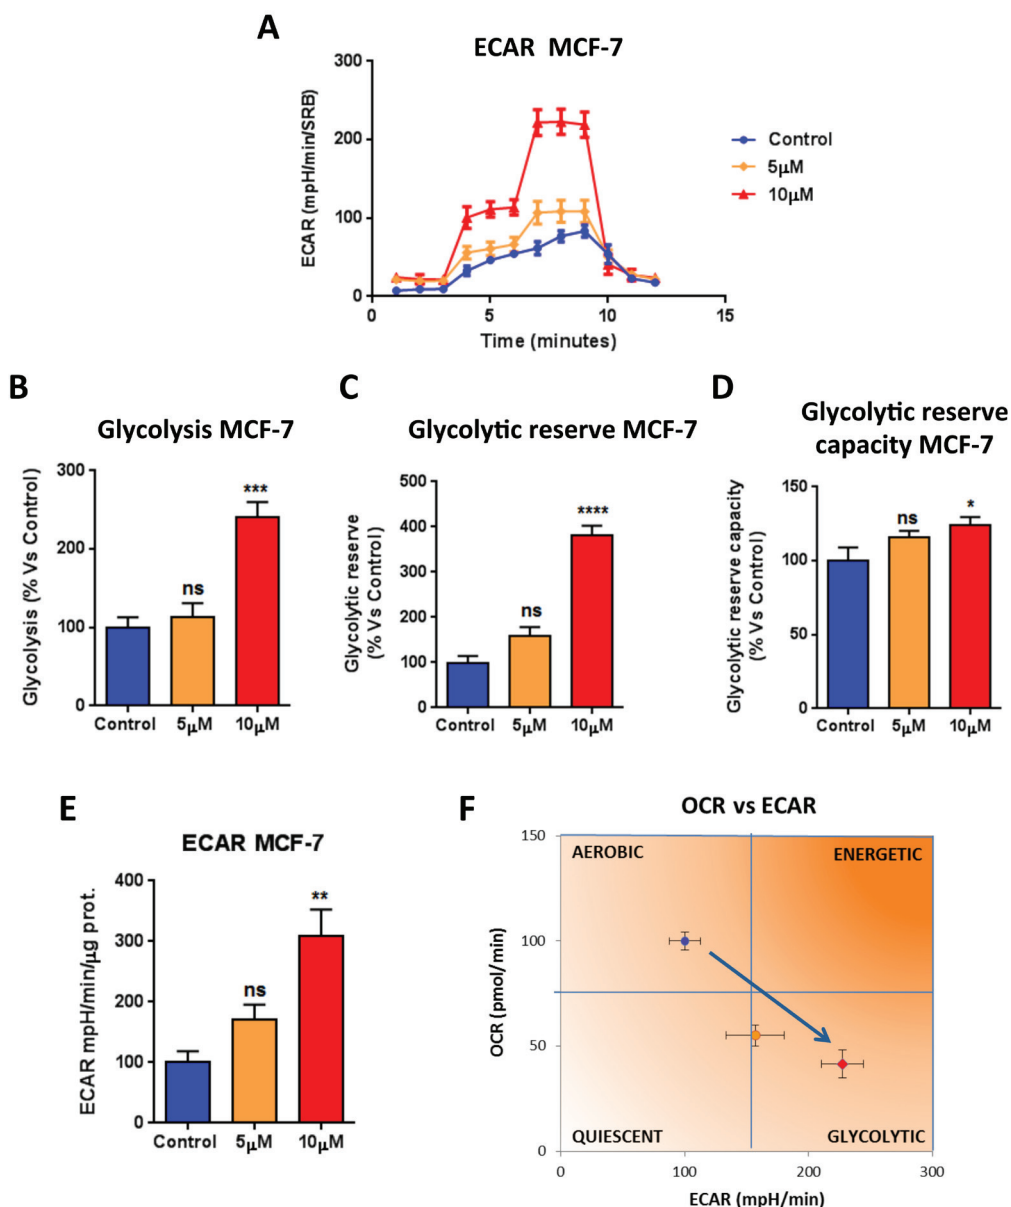 A
ECAR MCF-7
ECAR (mpH/min/SRB)
300
200
100
0
0
5
10
15
Time (minutes)
Control
5µM
10µM
B
Glycolysis MCF-7
Glycolysis (% Vs Control)
300
200
100
0
ns
***
Control
5µM
10µM
C
Glycolytic reserve MCF-7
Glycolytic reserve
(% Vs Control)
500
400
300
200
100
0
ns
****
Control
5µM
10µM
D
Glycolytic reserve
capacity MCF-7
Glycolytic reserve capacity
(% Vs Control)
150
100
50
0
ns
*
Control
5µM
10µM
E
ECAR MCF-7
ECAR mpH/min/µg prot.
400
300
200
100
0
ns
**
Control
5µM
10µM
F
OCR vs ECAR
OCR (pmol/min)
150
100
50
0
AEROBIC
ENERGETIC
QUIESCENT
GLYCOLYTIC
0
100
200
300
ECAR (mpH/min)